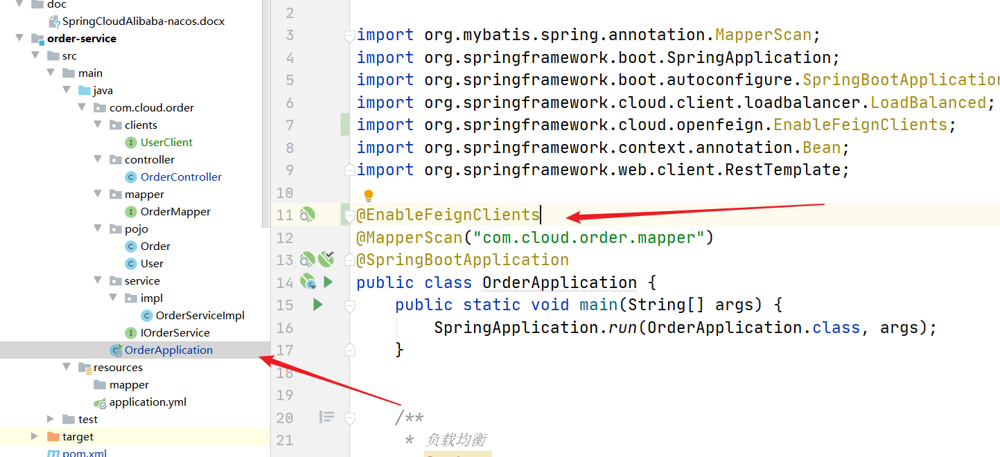 doc
SpringCloudAlibaba-nacos.docx
order-service
src
main
java
com.cloud.order
clients
UserClient
controller
OrderController
mapper
OrderMapper
pojo
Order
User
service
impl
OrderServiceImpl
IOrderService
OrderApplication
resources
mapper
application.yml
test
target
pom.xml
2
3 import org.mybatis.spring.annotation.MapperScan;
4 import org.springframework.boot.SpringApplication;
5 import org.springframework.boot.autoconfigure.SpringBootApplication
6 import org.springframework.cloud.client.loadbalancer.LoadBalanced;
7 import org.springframework.cloud.openfeign.EnableFeignClients;
8 import org.springframework.context.annotation.Bean;
9 import org.springframework.web.client.RestTemplate;
10
11 @EnableFeignClients
12 @MapperScan("com.cloud.order.mapper")
13 @SpringBootApplication
14 public class OrderApplication {
15 public static void main(String[] args) {
16 SpringApplication.run(OrderApplication.class, args);
17 }
18
19
20 /**
21 * 负载均衡